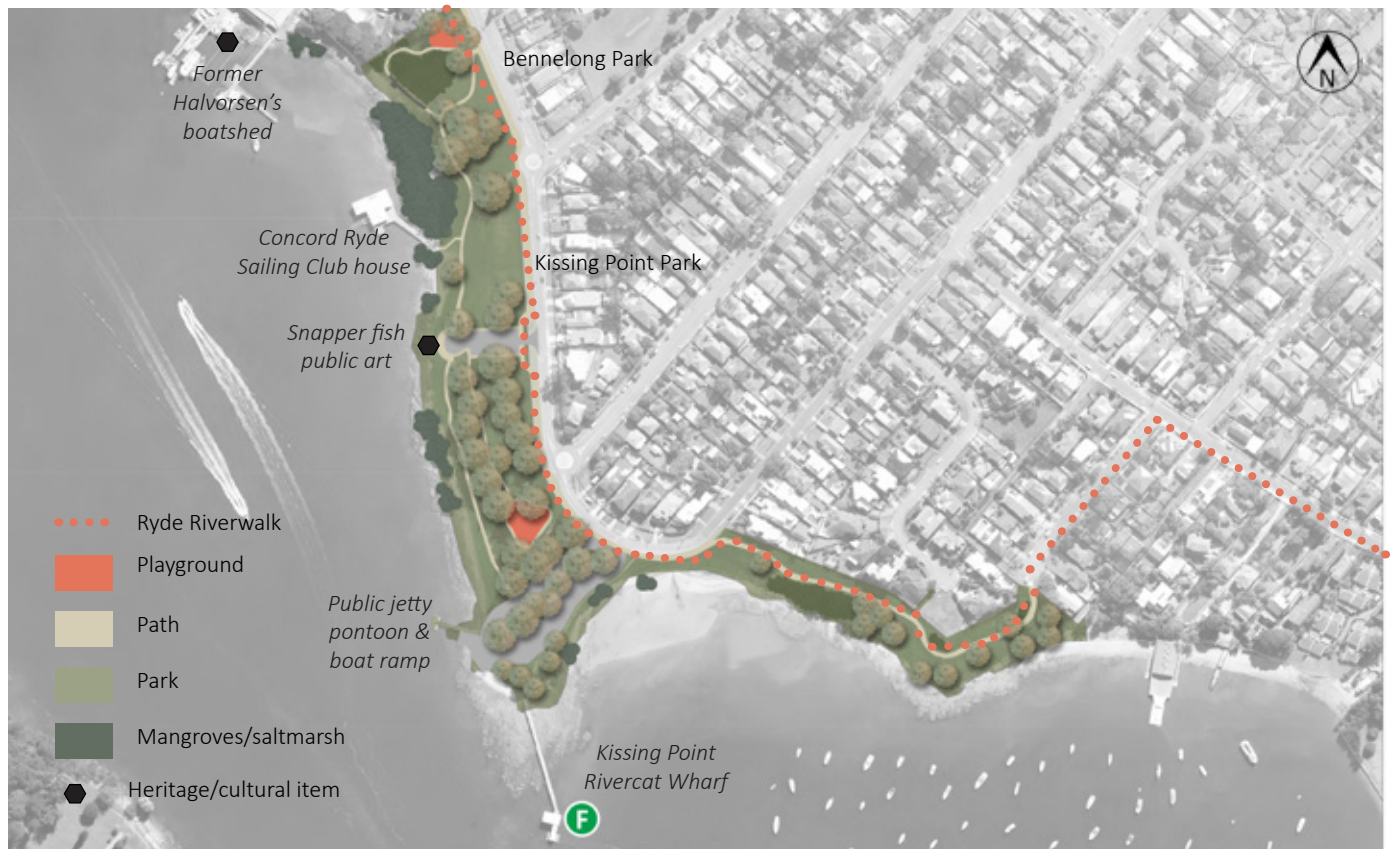 Former
Halvorsen's
boatshed
Bennelong Park
N
Concord Ryde
Sailing Club house
Kissing Point Park
Snapper fish
public art
Public jetty
pontoon &
boat ramp
Kissing Point
Rivercat Wharf
F
Ryde Riverwalk
Playground
Path
Park
Mangroves/saltmarsh
Heritage/cultural item